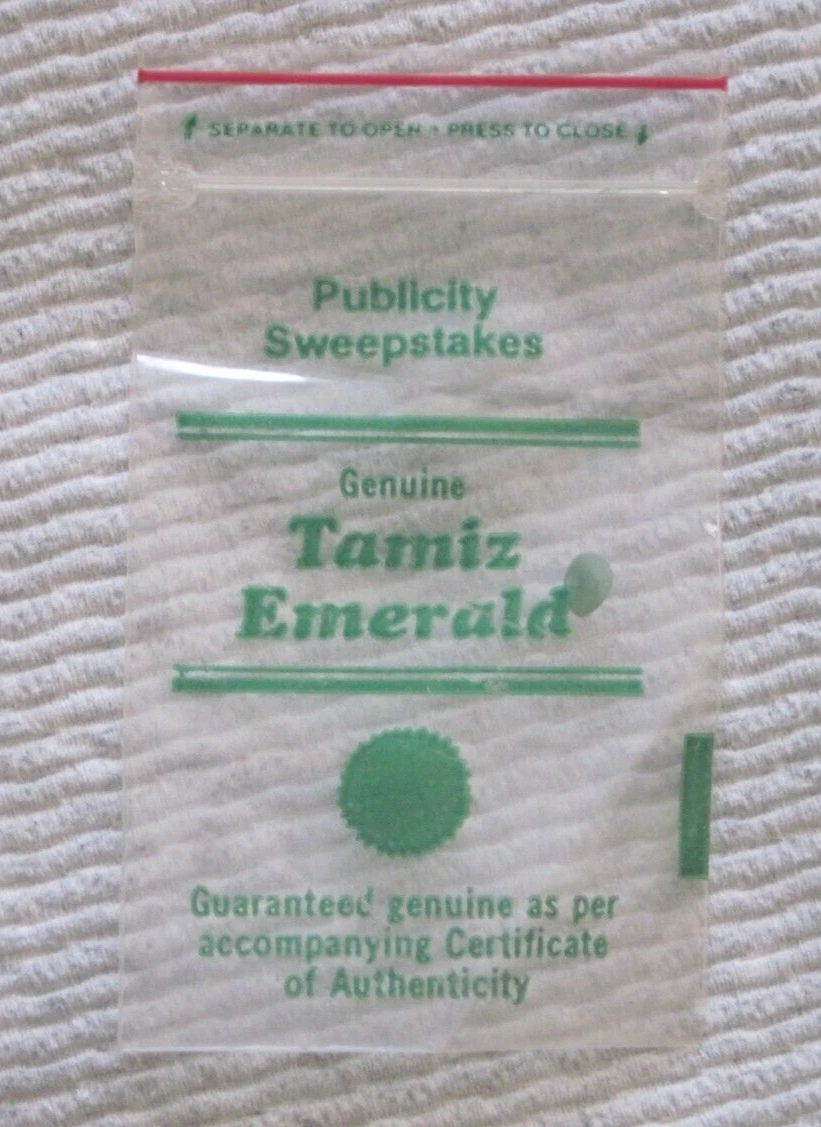 SEPARATE TO OPEN - PRESS TO CLOSE
Publicity
Sweepstakes
Genuine
Tamiz
Emerald
Guaranteed genuine as per
accompanying Certificate
of Authenticity